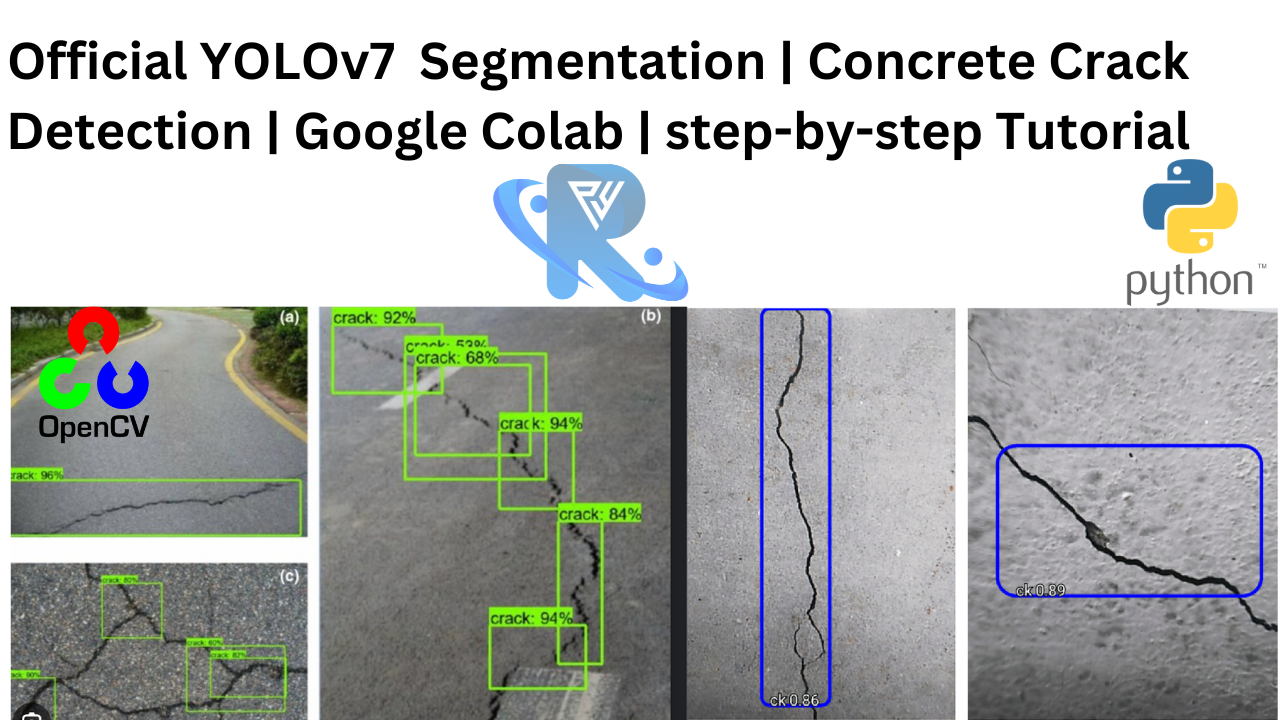 Official YOLOv7 Segmentation | Concrete Crack
Detection | Google Colab | step-by-step Tutorial
python™
(a)
OpenCV
crack: 96%
(b)
crack: 92%
crack: 53%
crack: 68%
crack: 94%
crack: 84%
crack: 94%
(c)
crack: 80%
crack: 60%
crack: 82%
crack: 90%
ck 0.86
ck 0.89